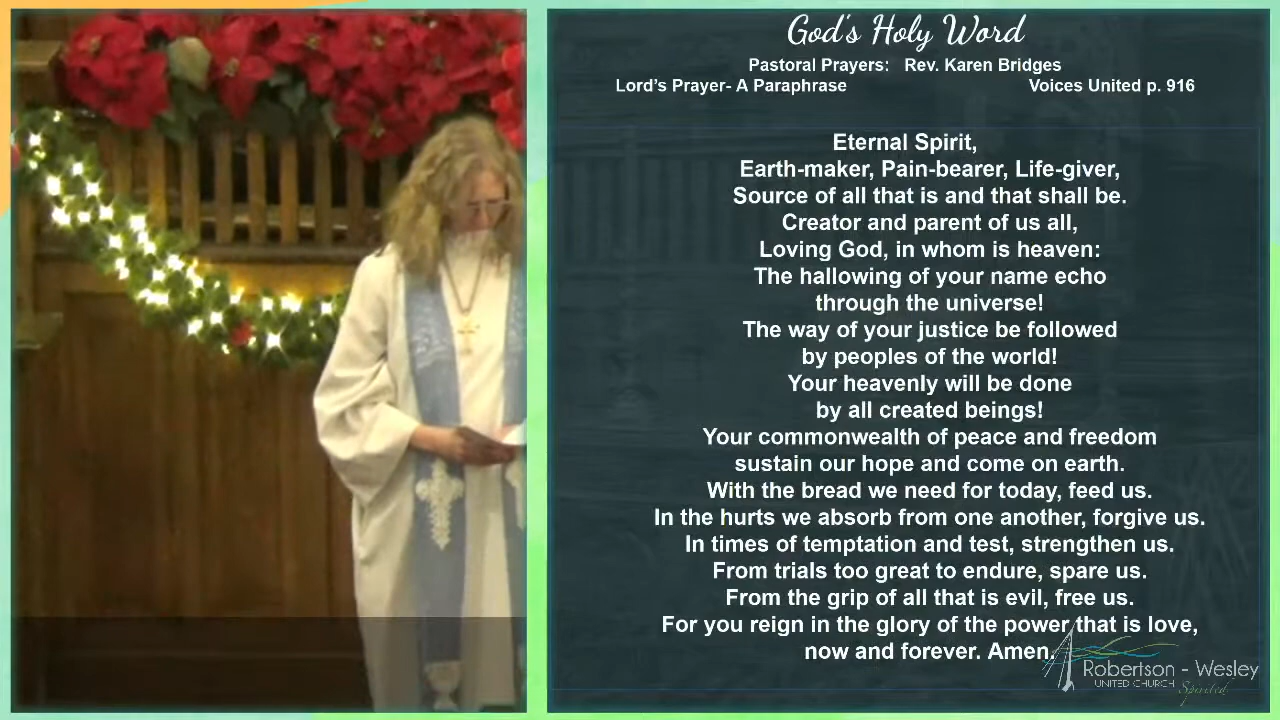 God's Holy Word
Pastoral Prayers: Rev. Karen Bridges
Lord's Prayer- A Paraphrase Voices United p. 916
Eternal Spirit,
Earth-maker, Pain-bearer, Life-giver,
Source of all that is and that shall be.
Creator and parent of us all,
Loving God, in whom is heaven:
The hallowing of your name echo
through the universe!
The way of your justice be followed
by peoples of the world!
Your heavenly will be done
by all created beings!
Your commonwealth of peace and freedom
sustain our hope and come on earth.
With the bread we need for today, feed us.
In the hurts we absorb from one another, forgive us.
In times of temptation and test, strengthen us.
From trials too great to endure, spare us.
From the grip of all that is evil, free us.
For you reign in the glory of the power that is love,
now and forever. Amen.
Robertson - Wesley
UNITED CHURCH
Spirited